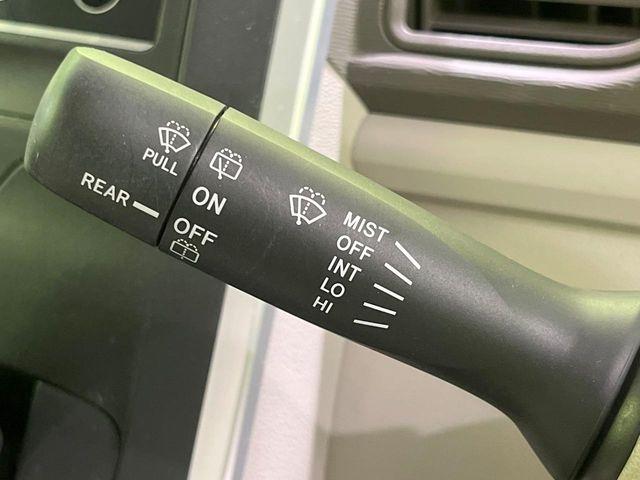 PULL
REAR
ON
OFF
MIST
OFF
INT
LO
HI